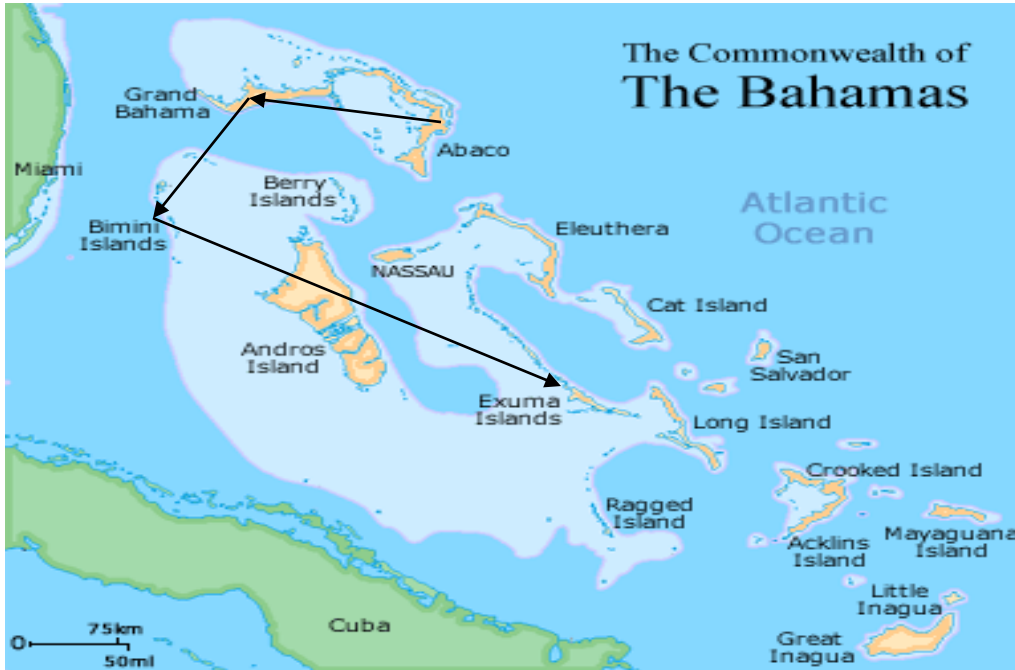 The Commonwealth of
The Bahamas
Grand
Bahama
Abaco
Miami
Berry
Islands
Bimini
Islands
Atlantic
Ocean
Eleuthera
NASSAU
Cat Island
Andros
Island
San
Salvador
Exuma
Islands
Long Island
Crooked Island
Ragged
Island
Mayaguana
Island
Acklins
Island
Little
Inagua
Cuba
Great
Inagua
0
75km
50ml